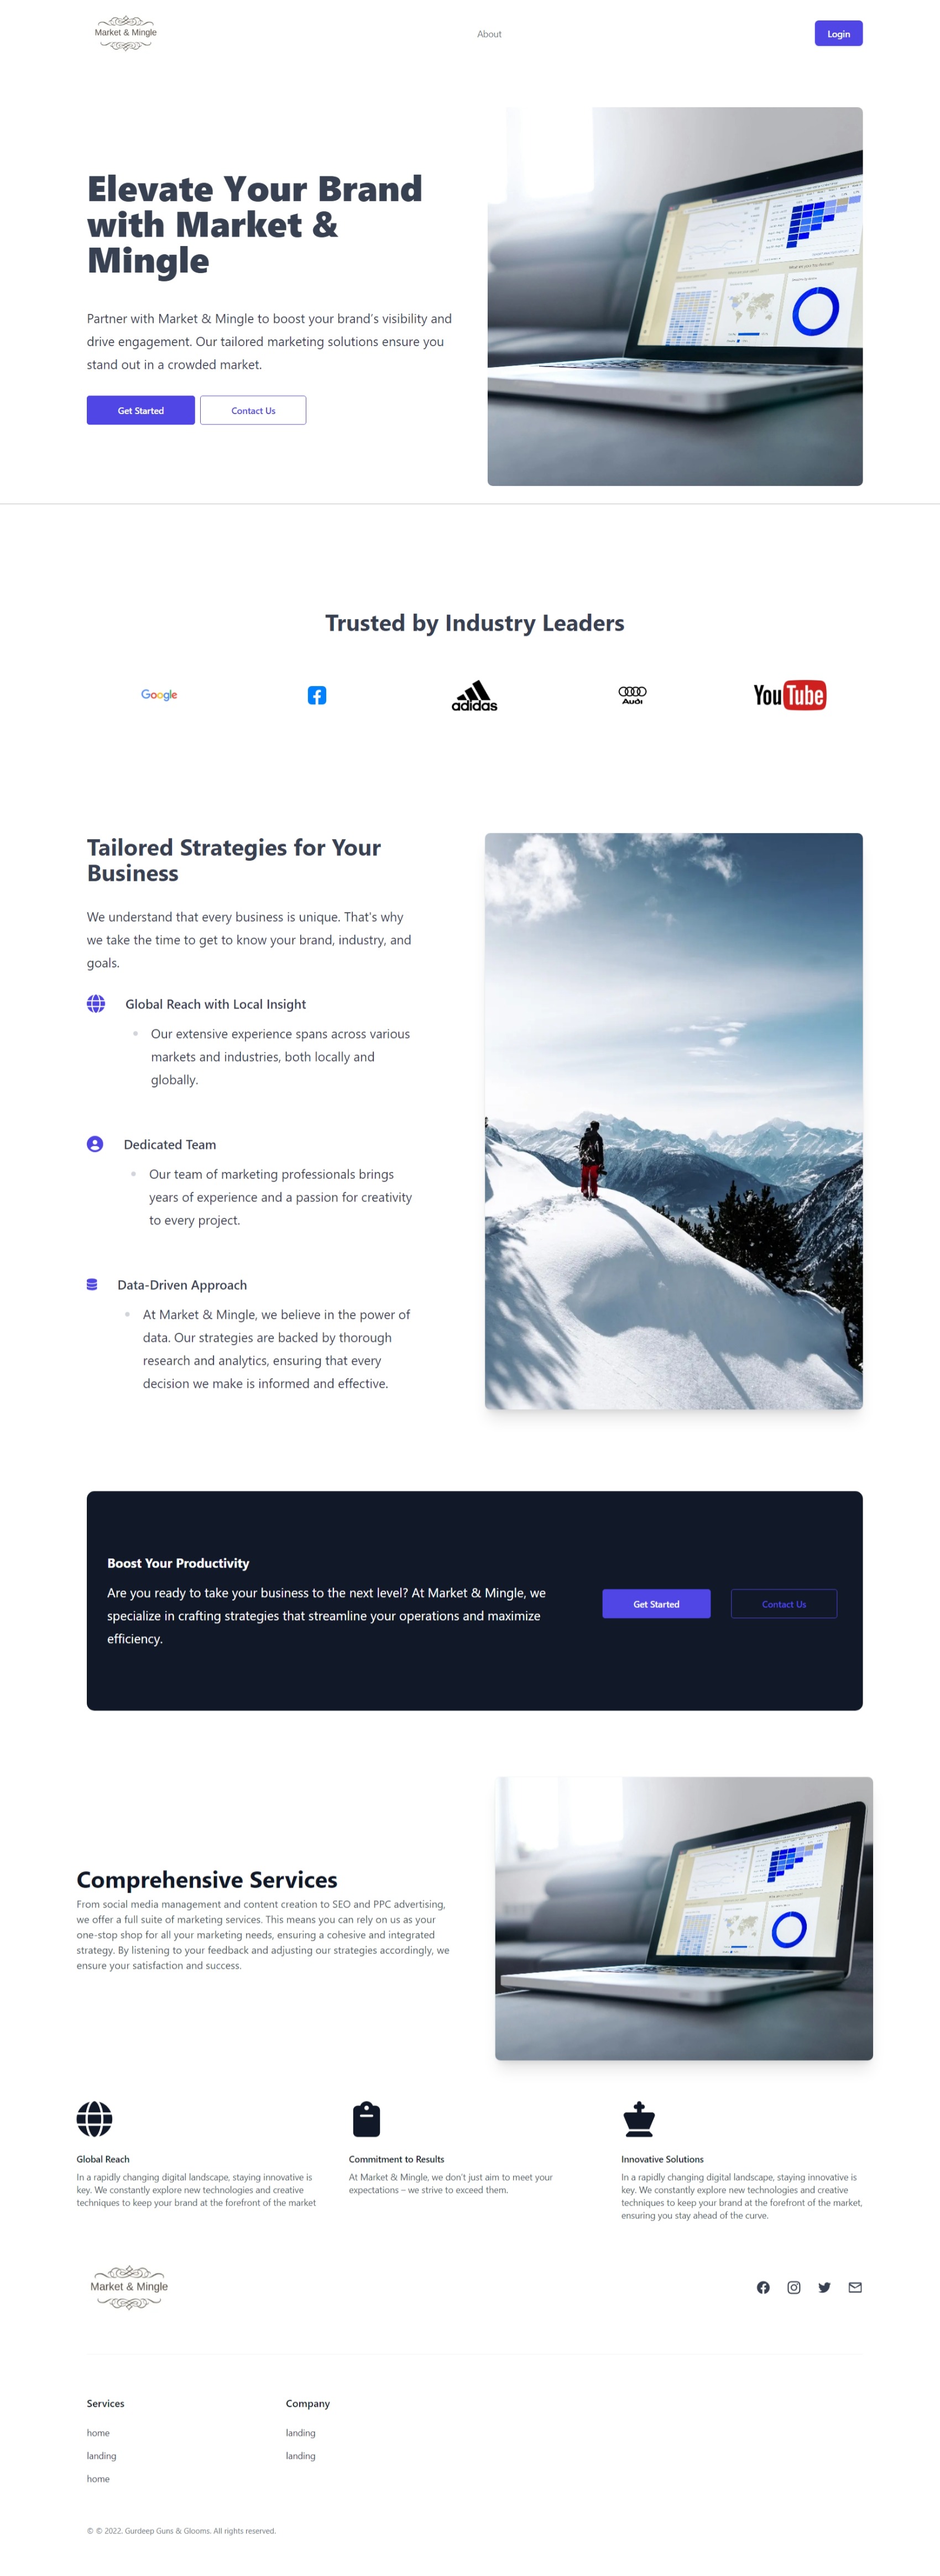 Market & Mingle
About
Login
Elevate Your Brand
with Market &
Mingle
Partner with Market & Mingle to boost your brand's visibility and
drive engagement. Our tailored marketing solutions ensure you
stand out in a crowded market.
Get Started
Contact Us
Trusted by Industry Leaders
Google
adidas
Audi
YouTube
Tailored Strategies for Your
Business
We understand that every business is unique. That's why
we take the time to get to know your brand, industry, and
goals.
Global Reach with Local Insight
Our extensive experience spans across various
markets and industries, both locally and
globally.
Dedicated Team
Our team of marketing professionals brings
years of experience and a passion for creativity
to every project.
Data-Driven Approach
At Market & Mingle, we believe in the power of
data. Our strategies are backed by thorough
research and analytics, ensuring that every
decision we make is informed and effective.
Boost Your Productivity
Are you ready to take your business to the next level? At Market & Mingle, we
specialize in crafting strategies that streamline your operations and maximize
efficiency.
Get Started
Contact Us
Comprehensive Services
From social media management and content creation to SEO and PPC advertising,
we offer a full suite of marketing services. This means you can rely on us as your
one-stop shop for all your marketing needs, ensuring a cohesive and integrated
strategy. By listening to your feedback and adjusting our strategies accordingly, we
ensure your satisfaction and success.
Global Reach
In a rapidly changing digital landscape, staying innovative is
key. We constantly explore new technologies and creative
techniques to keep your brand at the forefront of the market
Commitment to Results
At Market & Mingle, we don't just aim to meet your
expectations – we strive to exceed them.
Innovative Solutions
In a rapidly changing digital landscape, staying innovative is
key. We constantly explore new technologies and creative
techniques to keep your brand at the forefront of the market,
ensuring you stay ahead of the curve.
Market & Mingle
Services
home
landing
home
Company
landing
landing
© © 2022. Gurdeep Guns & Glooms. All rights reserved.